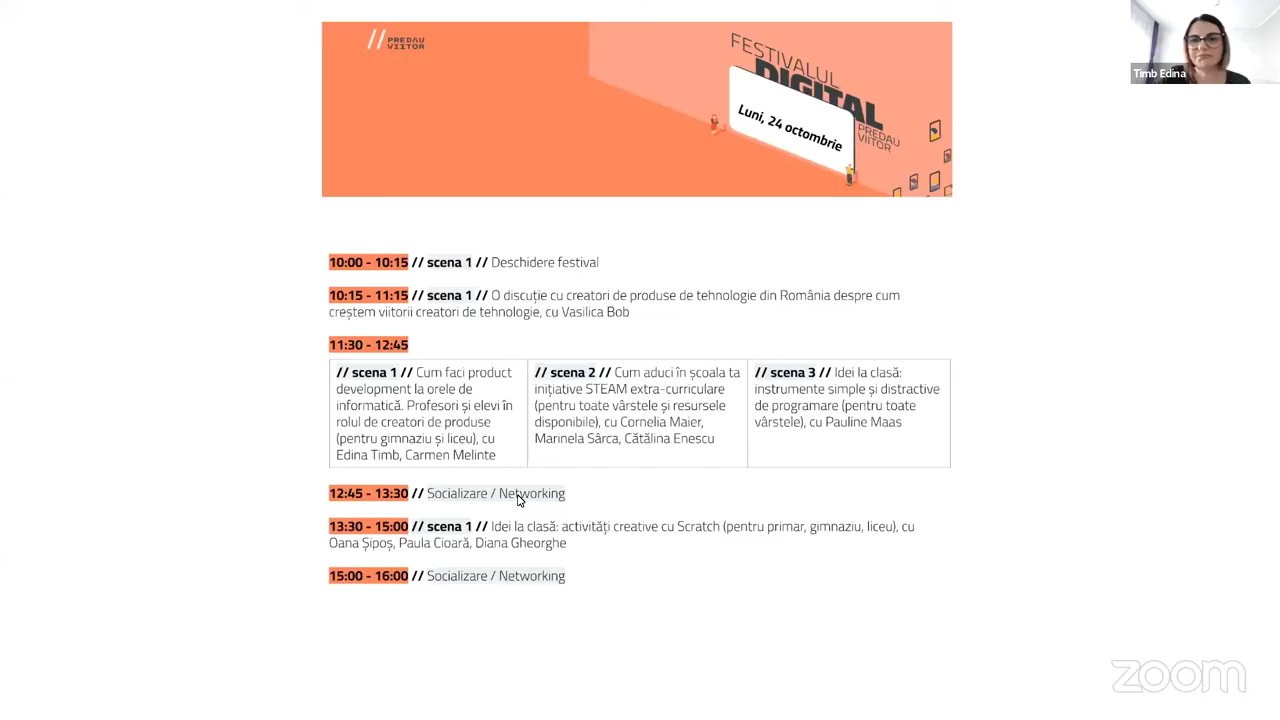 // PREDAU
VIITOR
FESTIVALUL
DIGITAL
PREDAU
VIITOR
Luni, 24 octombrie
Timb Edina
10:00 - 10:15 // scena 1 // Deschidere festival
10:15 - 11:15 // scena 1 // O discuție cu creatori de produse de tehnologie din România despre cum
creștem viitorii creatori de tehnologie, cu Vasilica Bob
11:30 - 12:45
// scena 1 // Cum faci product
development la orele de
informatică. Profesori și elevi în
rolul de creatori de produse
(pentru gimnaziu și liceu), cu
Edina Timb, Carmen Melinte
// scena 2 // Cum aduci în școala ta
inițiative STEAM extra-curriculare
(pentru toate vârstele și resursele
disponibile), cu Cornelia Maier,
Marinela Sârca, Cătălina Enescu
// scena 3 // Idei la clasă:
instrumente simple și distractive
de programare (pentru toate
vârstele), cu Pauline Maas
12:45 - 13:30 // Socializare / Networking
13:30 - 15:00 // scena 1 // Idei la clasă: activități creative cu Scratch (pentru primar, gimnaziu, liceu), cu
Oana Șipoș, Paula Cioară, Diana Gheorghe
15:00 - 16:00 // Socializare / Networking
zoom